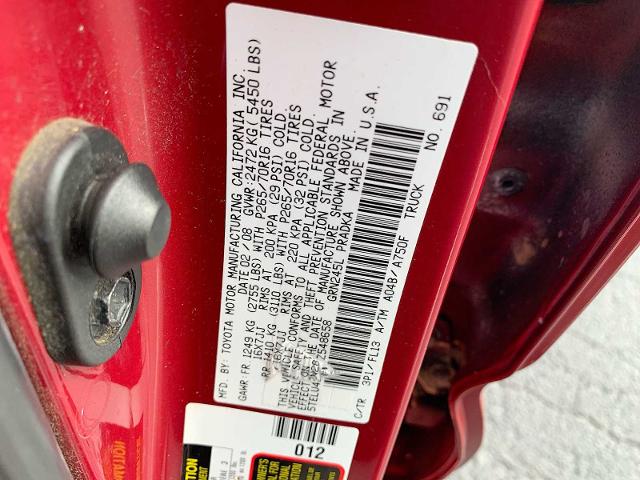 MFD.BY: TOYOTA MOTOR MANUFACTURING CALIFORNIA INC.
DATE 02 / 08 GVWR: 2472 KG( 5450 LBS)
GAWR:FR 1249 KG (2755 LBS) WITH P265/70R16 TIRES
16X7JJ RIMS AT 200 KPA (29 PSI) COLD
RR 1410 KG (3110 LBS) WITH P265/70R16 TIRES
16X7JJ RIMS AT 220 KPA (32 PSI) COLD.
THIS VEHICLE CONFORMS TO ALL APPLICABLE FEDERAL MOTOR
VEHICLE SAFETY AND THEFT PREVENTION STANDARDS IN
EFFECT ON THE DATE OF MANUFACTURE SHOWN ABOVE.
GRN245L PRADKA MADE IN U.S.A.
C/TR 3P1/ FL13 A/TM A04B/ A750F TRUCK
NO. 691
012